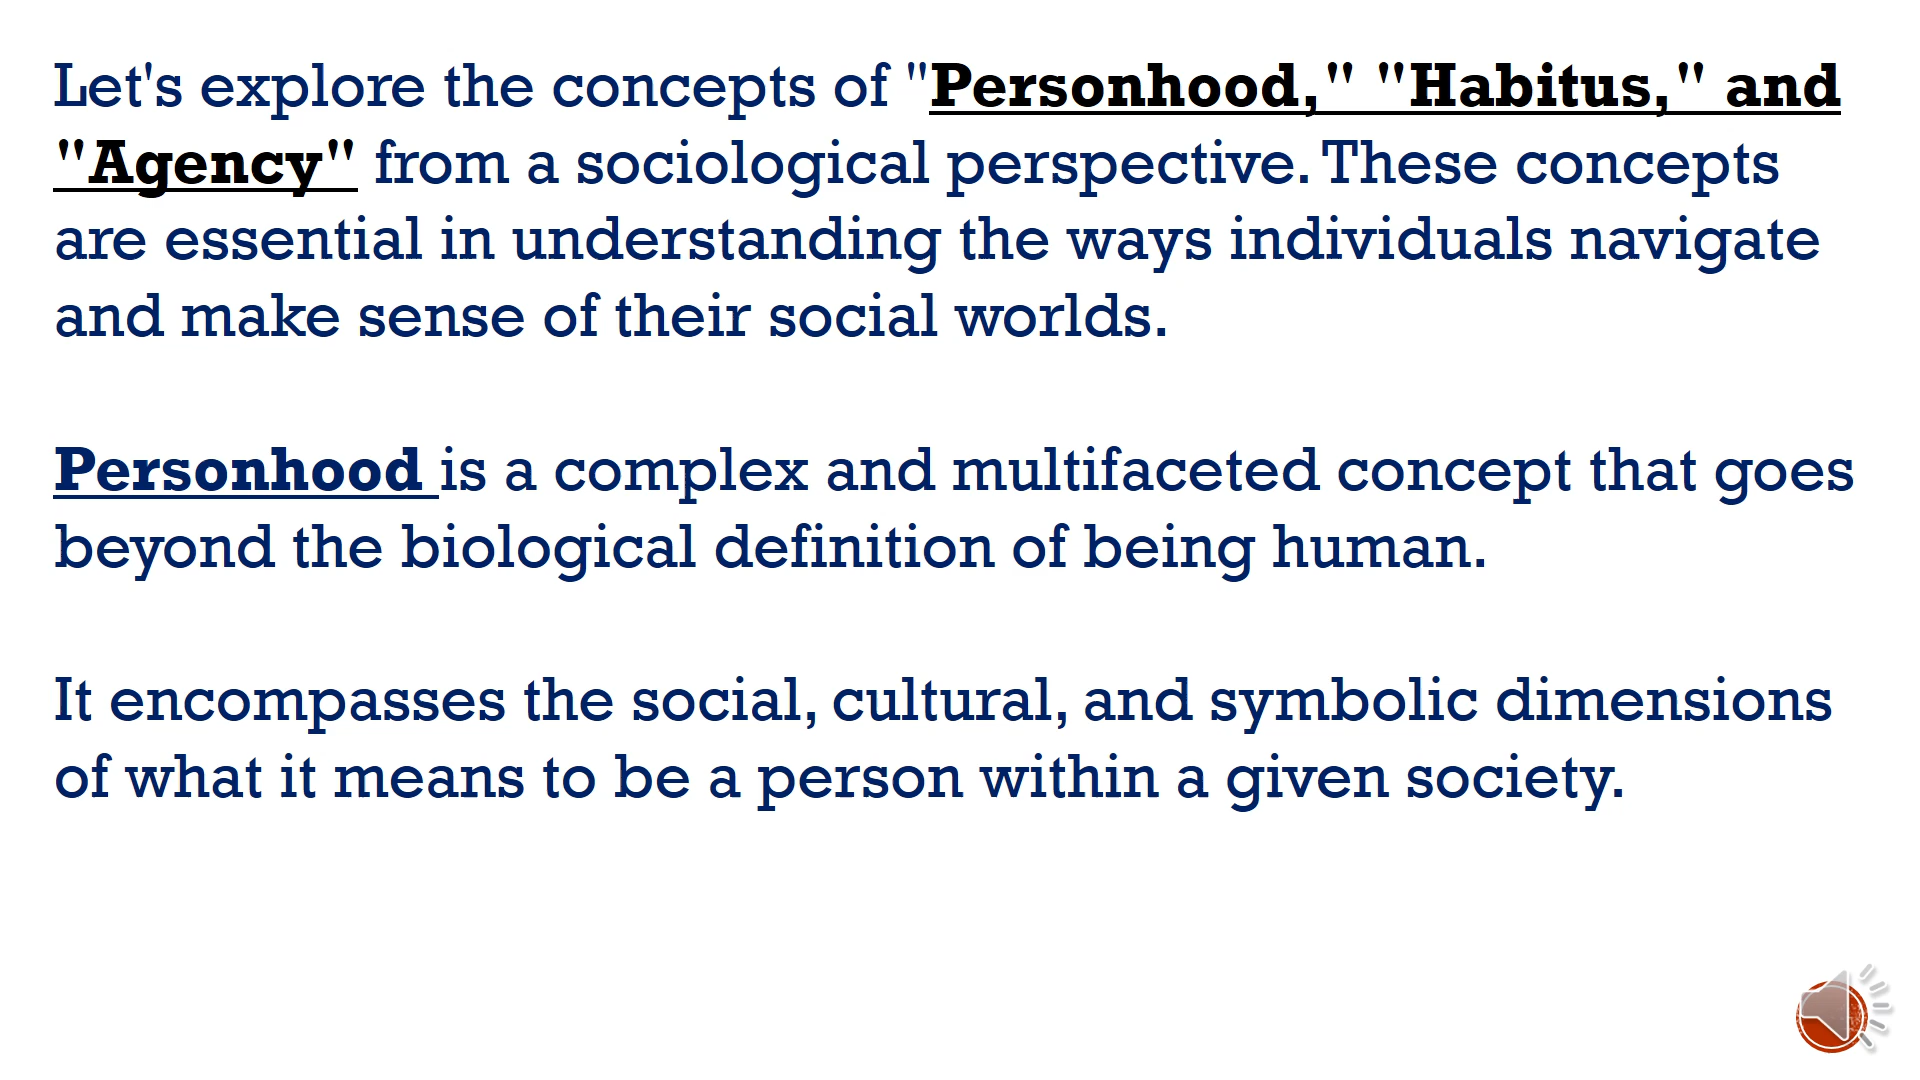 Let's explore the concepts of "Personhood," "Habitus," and
"Agency" from a sociological perspective. These concepts
are essential in understanding the ways individuals navigate
and make sense of their social worlds.
Personhood is a complex and multifaceted concept that goes
beyond the biological definition of being human.
It encompasses the social, cultural, and symbolic dimensions
of what it means to be a person within a given society.